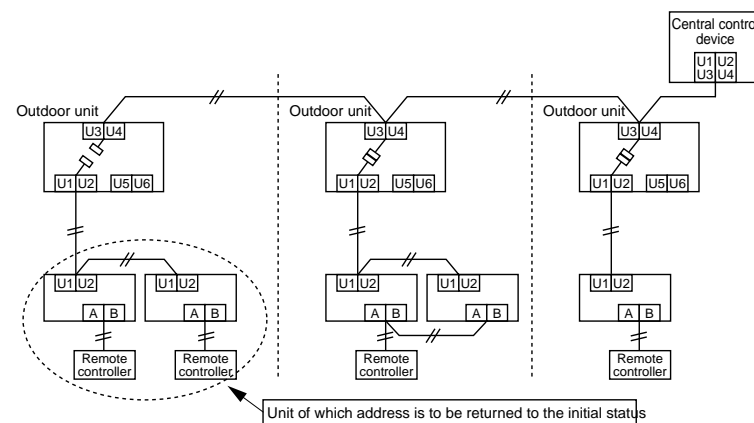 Central control
device
U1 U2
U3 U4
Outdoor unit
Outdoor unit
Outdoor unit
U3 U4
U3 U4
U3 U4
U1 U2
U5 U6
U1 U2
U5 U6
U1 U2
U5 U6
U1 U2
U1 U2
U1 U2
U1 U2
U1 U2
A B
A B
A B
A B
A B
Remote
controller
Remote
controller
Remote
controller
Remote
controller
Unit of which address is to be returned to the initial status